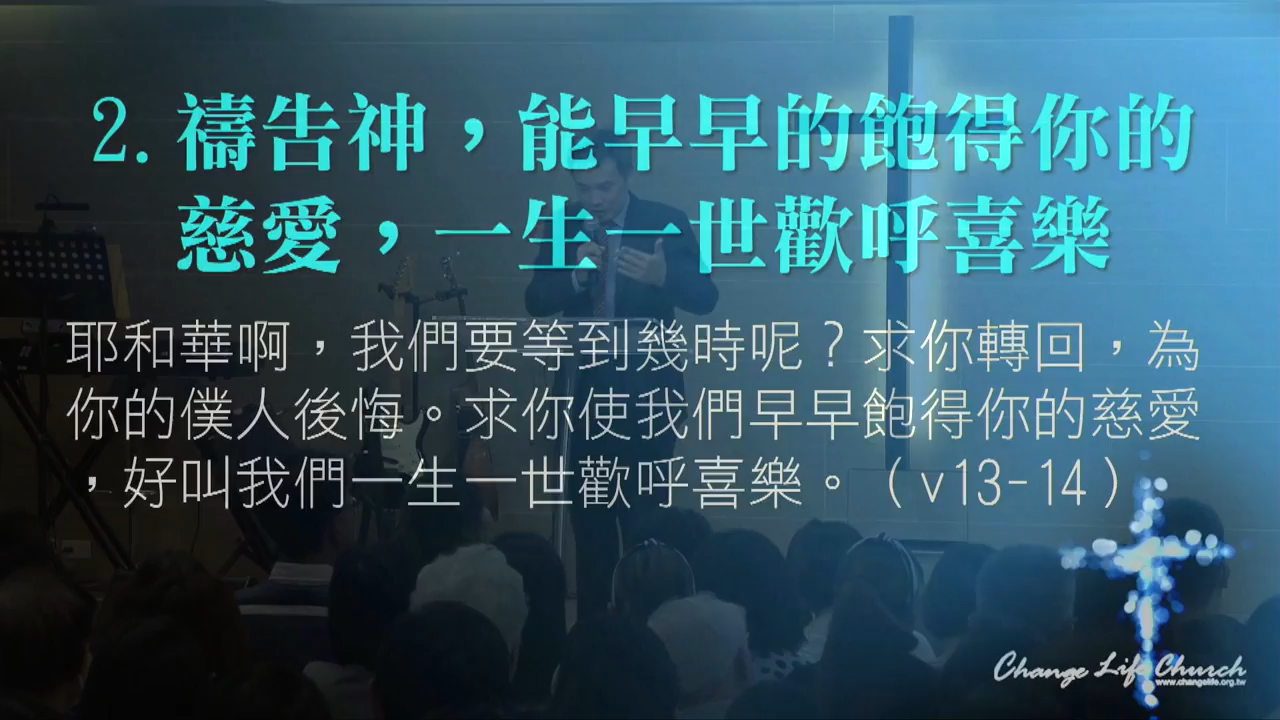 2. 禱告神，能早早的飽得你的
慈愛，一生一世歡呼喜樂
耶和華啊，我們要等到幾時呢？求你轉回，為
你的僕人後悔。求你使我們早早飽得你的慈愛
，好叫我們一生一世歡呼喜樂。（v13-14）
Change Life Church
www.changelife.org.tw